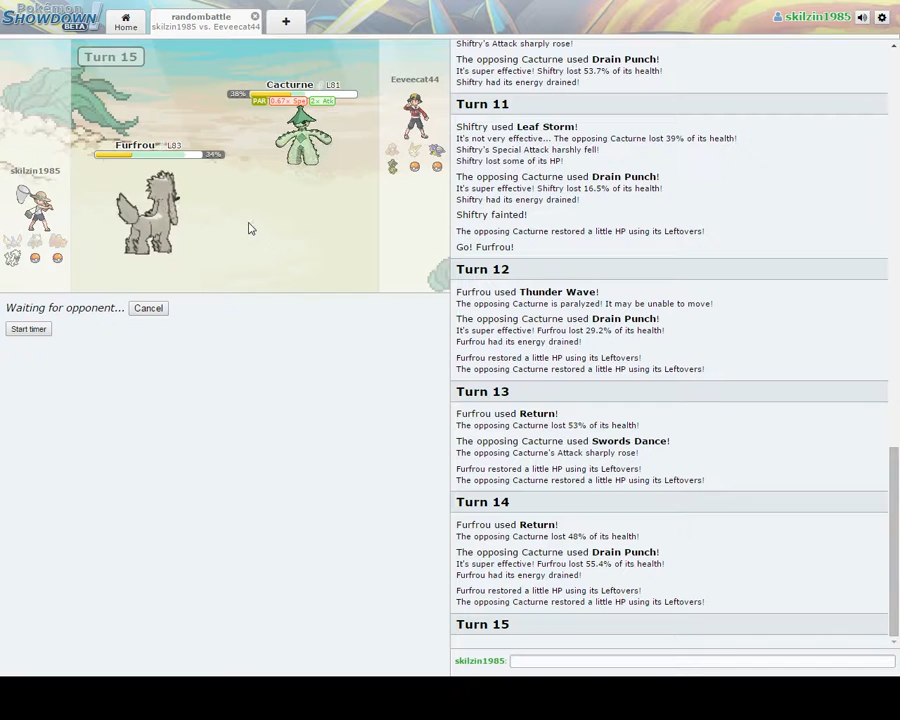 Pokémon
SHOWDOWN
BETA
Home
randombattle
skilzin1985 vs. Eeveecat44
+
skilzin1985
Turn 15
Cacturne L81
38%
PAR 0.67x Spe 2x Atk
Eeveecat44
Furfrou L83
34%
skilzin1985
Waiting for opponent... Cancel
Start timer
Shiftry's Attack sharply rose!
The opposing Cacturne used Drain Punch!
It's super effective! Shiftry lost 53.7% of its health!
Shiftry had its energy drained!
Turn 11
Shiftry used Leaf Storm!
It's not very effective... The opposing Cacturne lost 39% of its health!
Shiftry's Special Attack harshly fell!
Shiftry lost some of its HP!
The opposing Cacturne used Drain Punch!
It's super effective! Shiftry lost 16.5% of its health!
Shiftry had its energy drained!
Shiftry fainted!
The opposing Cacturne restored a little HP using its Leftovers!
Go! Furfrou!
Turn 12
Furfrou used Thunder Wave!
The opposing Cacturne is paralyzed! It may be unable to move!
The opposing Cacturne used Drain Punch!
It's super effective! Furfrou lost 29.2% of its health!
Furfrou had its energy drained!
Furfrou restored a little HP using its Leftovers!
The opposing Cacturne restored a little HP using its Leftovers!
Turn 13
Furfrou used Return!
The opposing Cacturne lost 53% of its health!
The opposing Cacturne used Swords Dance!
The opposing Cacturne's Attack sharply rose!
Furfrou restored a little HP using its Leftovers!
The opposing Cacturne restored a little HP using its Leftovers!
Turn 14
Furfrou used Return!
The opposing Cacturne lost 48% of its health!
The opposing Cacturne used Drain Punch!
It's super effective! Furfrou lost 55.4% of its health!
Furfrou had its energy drained!
Furfrou restored a little HP using its Leftovers!
The opposing Cacturne restored a little HP using its Leftovers!
Turn 15
skilzin1985: